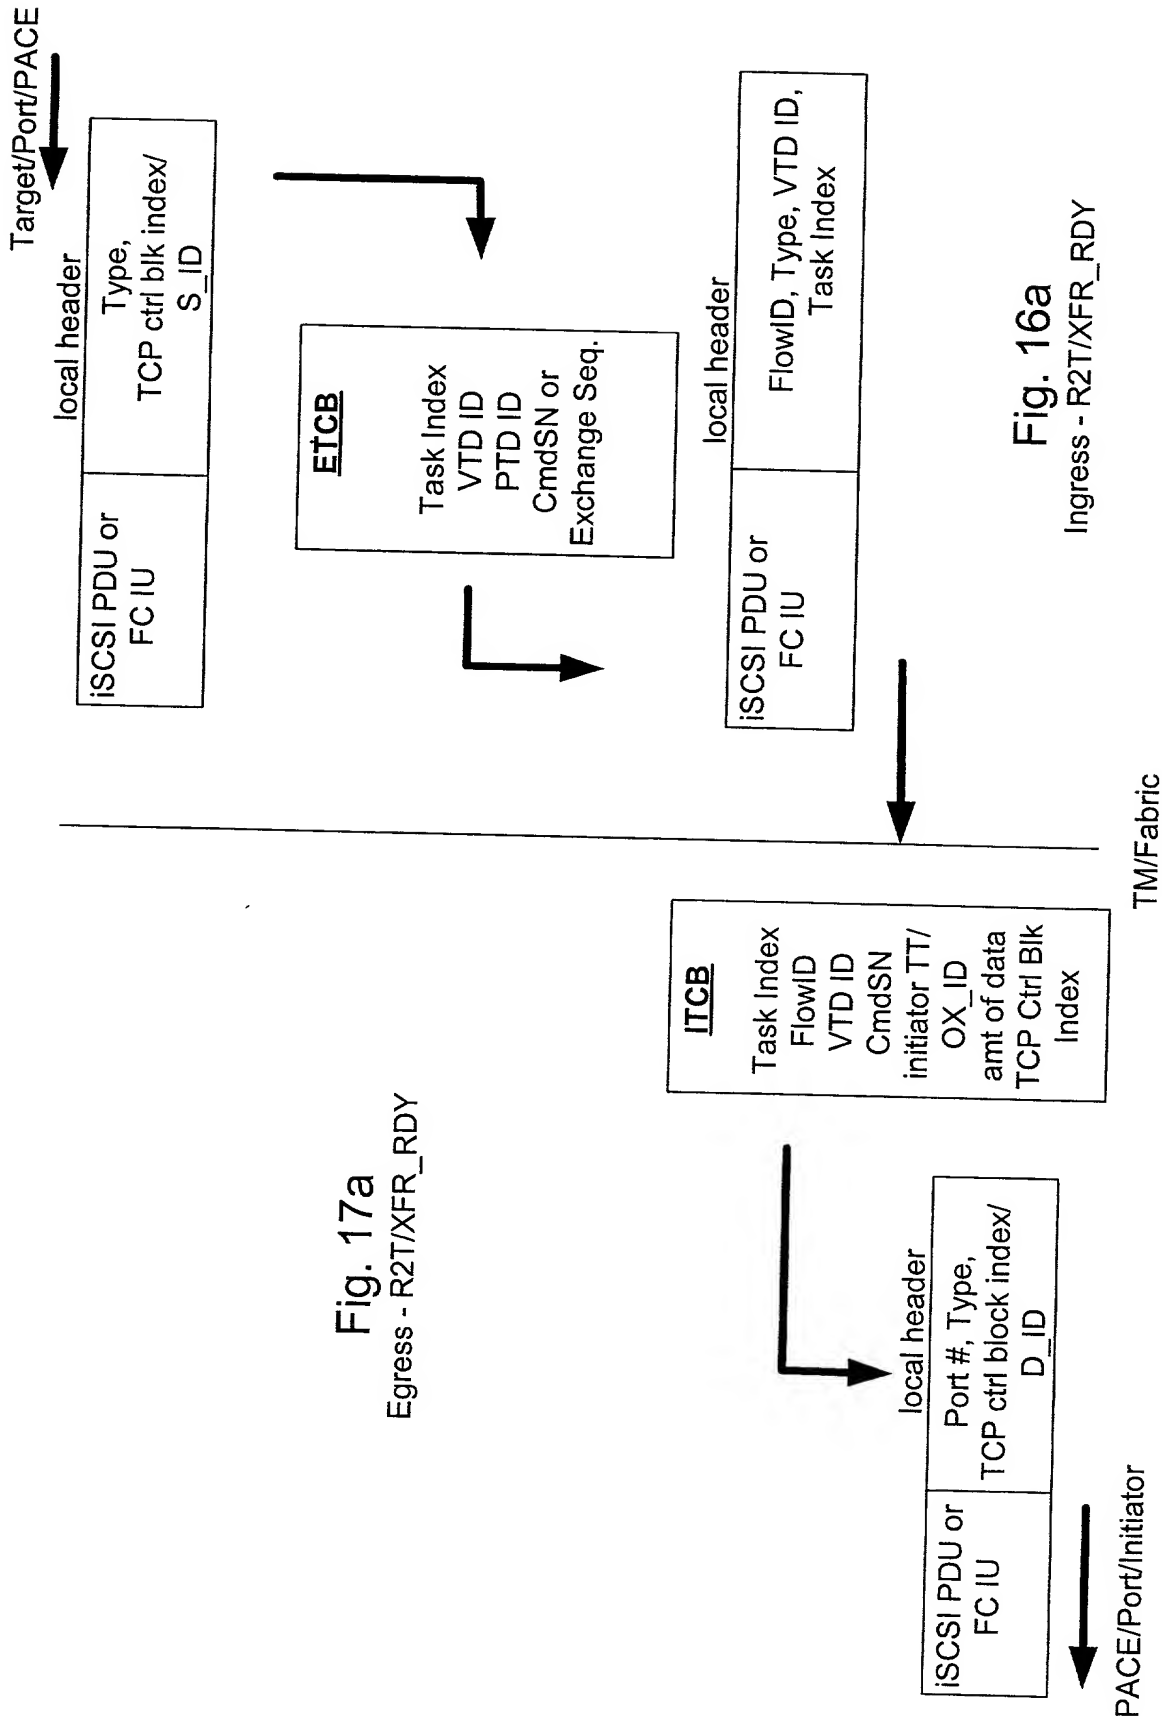 Target/Port/PACE
local header
iSCSI PDU or
FC IU
Type,
TCP ctrl blk index/
S_ID
ETCB
Task Index
VTD ID
PTD ID
CmdSN or
Exchange Seq.
local header
iSCSI PDU or
FC IU
FlowID, Type, VTD ID,
Task Index
Fig. 16a
Ingress - R2T/XFR_RDY
TM/Fabric
Fig. 17a
Egress - R2T/XFR_RDY
ITCB
Task Index
FlowID
VTD ID
CmdSN
initiator TT/
OX_ID
amt of data
TCP Ctrl Blk
Index
local header
iSCSI PDU or
FC IU
Port #, Type,
TCP ctrl block index/
D_ID
PACE/Port/Initiator